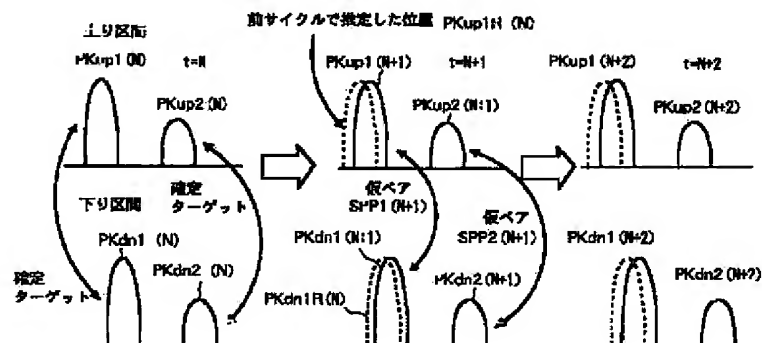 前サイクルで推定した位置 PKup1R (N)
上り区間
PKup1 (N) t=N
PKup2 (N)
PKup1 (N+1) t=N+1
PKup2 (N+1)
PKup1 (N+2) t=N+2
PKup2 (N+2)
下り区間
確定
ターゲット
仮ペア
SPP1 (N+1)
仮ペア
SPP2 (N+1)
PKdn1 (N)
PKdn2 (N)
確定
ターゲット
PKdn1 (N+1)
PKdn1R (N)
PKdn2 (N+1)
PKdn1 (N+2)
PKdn2 (N+2)